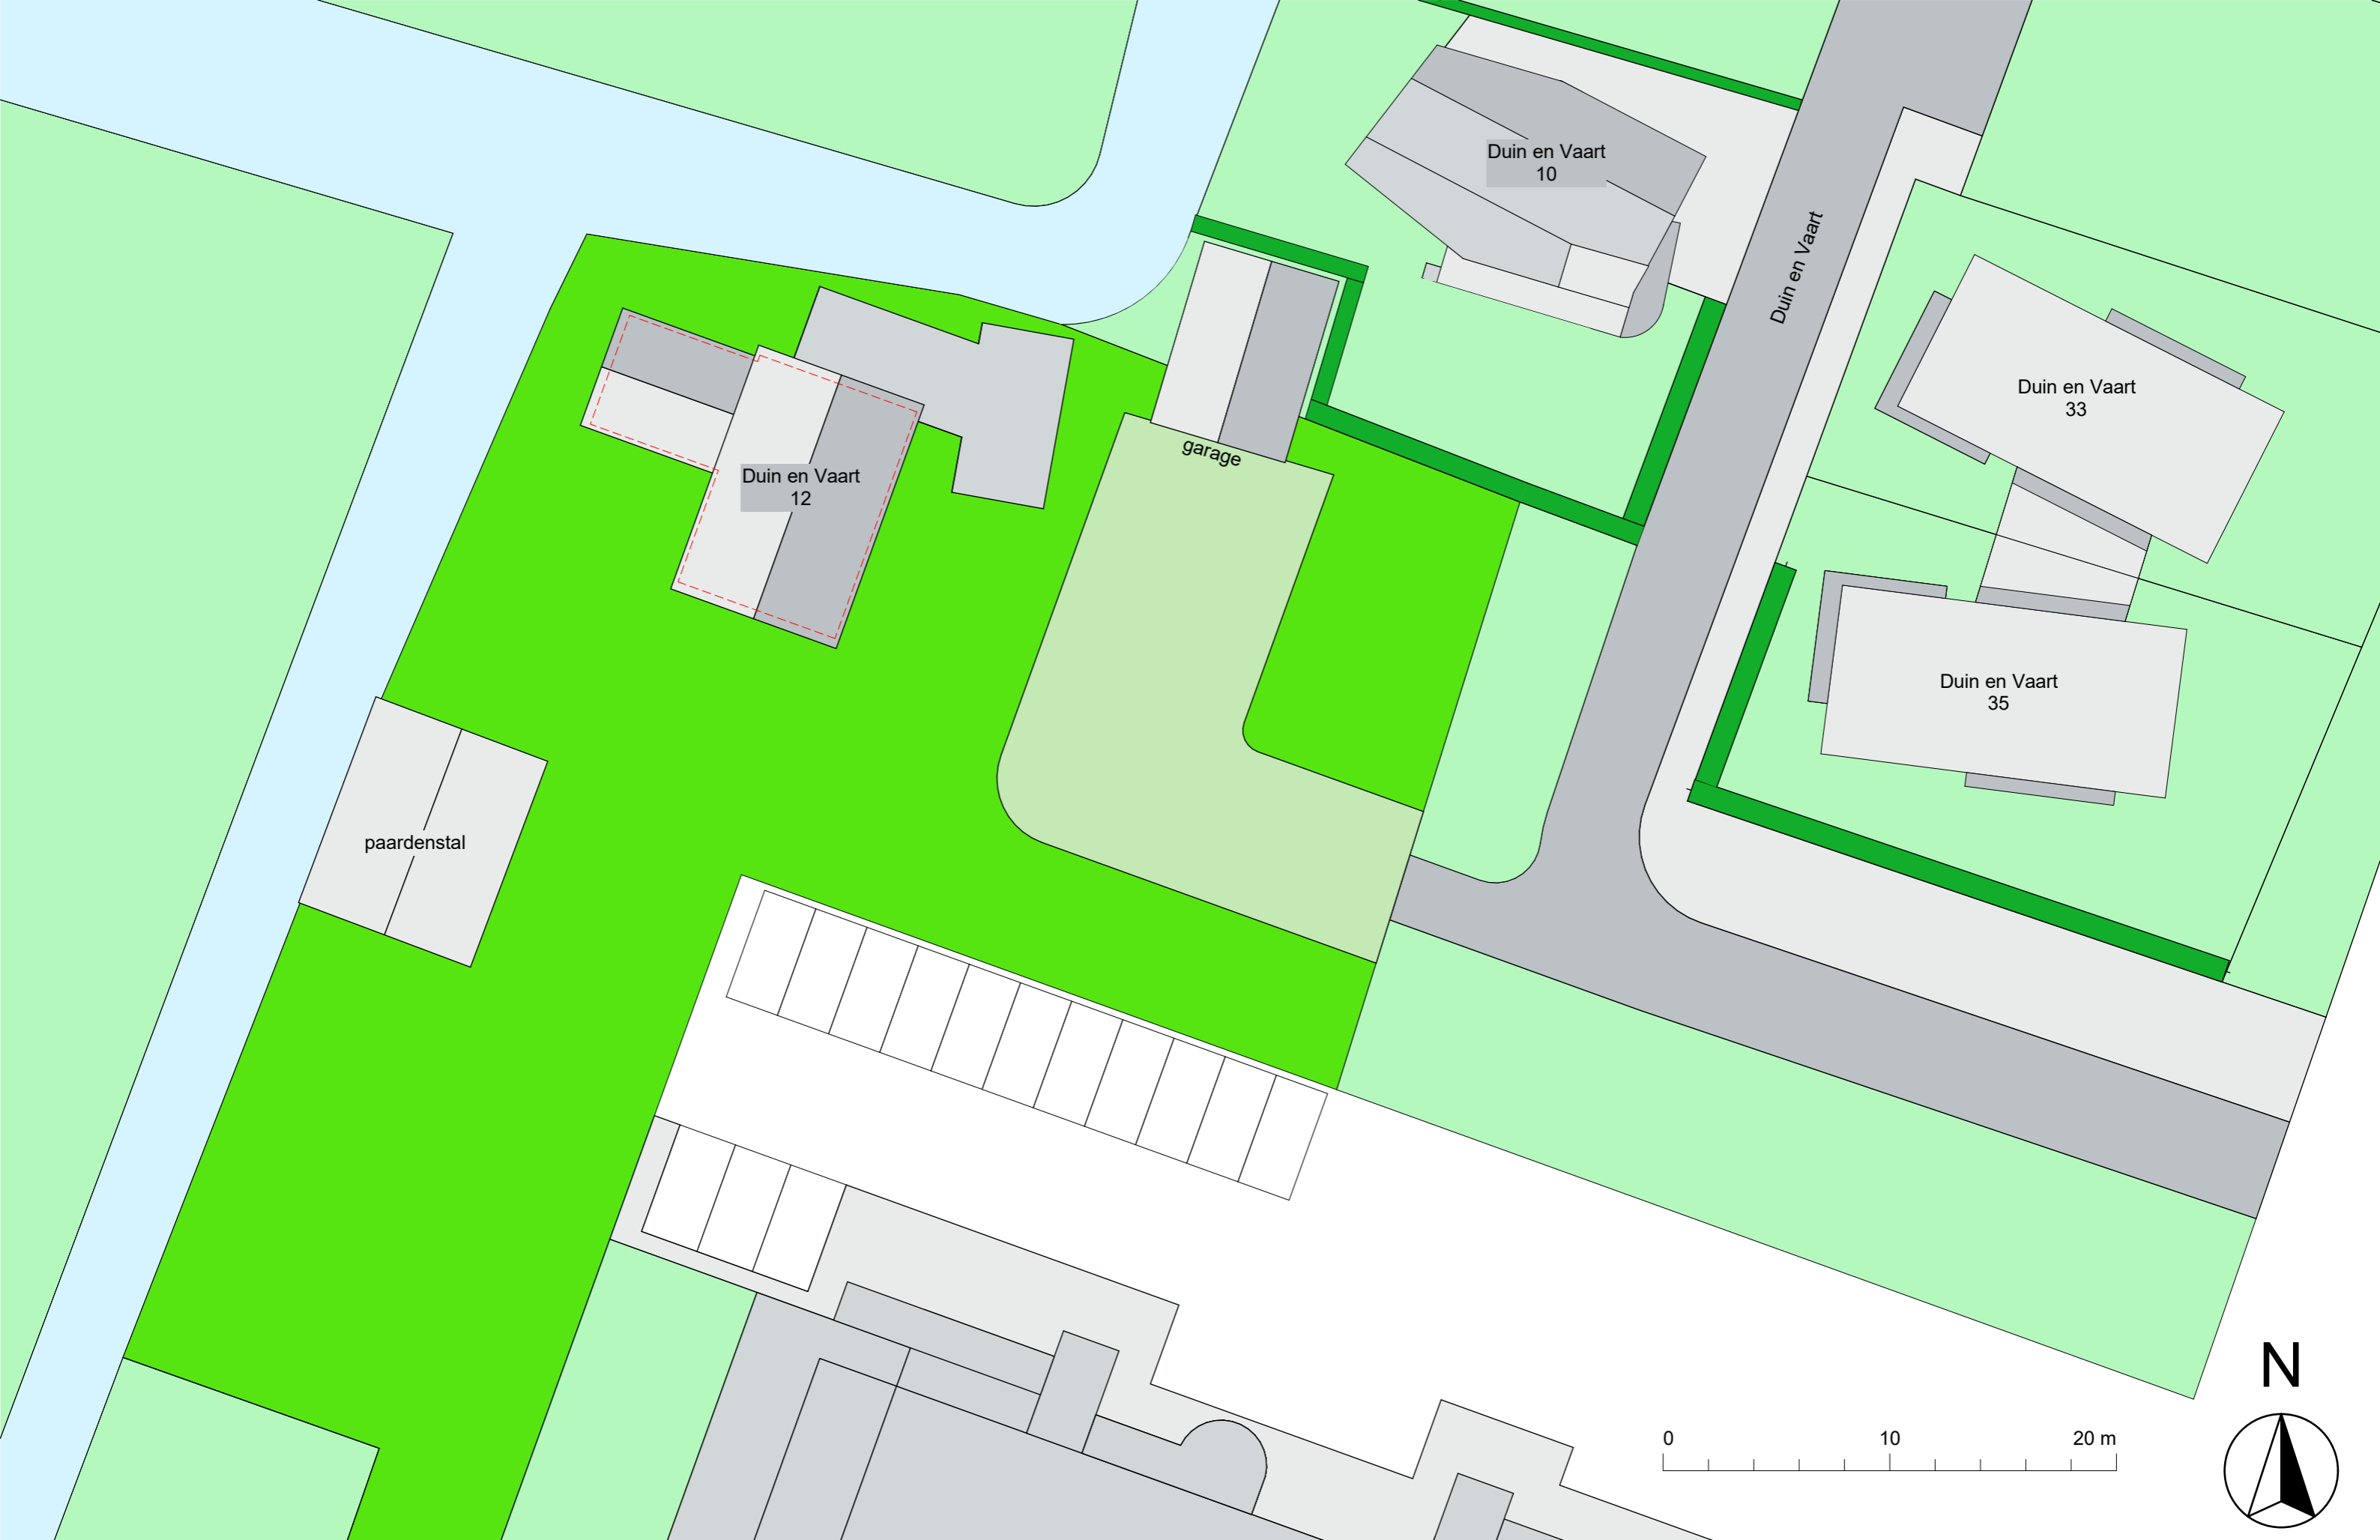 Duin en Vaart
10
Duin en Vaart
Duin en Vaart
33
garage
Duin en Vaart
12
Duin en Vaart
35
paardenstal
N
0 10 20 m